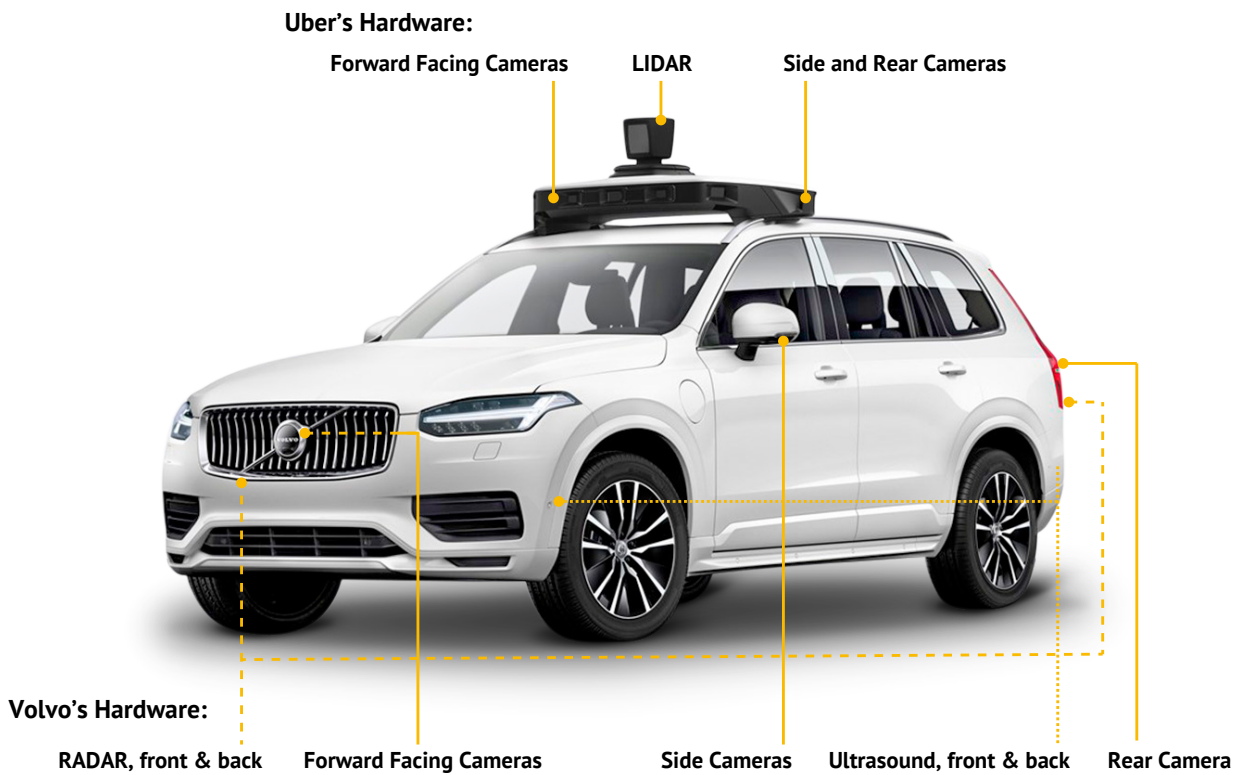 Uber's Hardware:
Forward Facing Cameras LIDAR Side and Rear Cameras
VOLVO
Volvo's Hardware:
RADAR, front & back Forward Facing Cameras Side Cameras Ultrasound, front & back Rear Camera